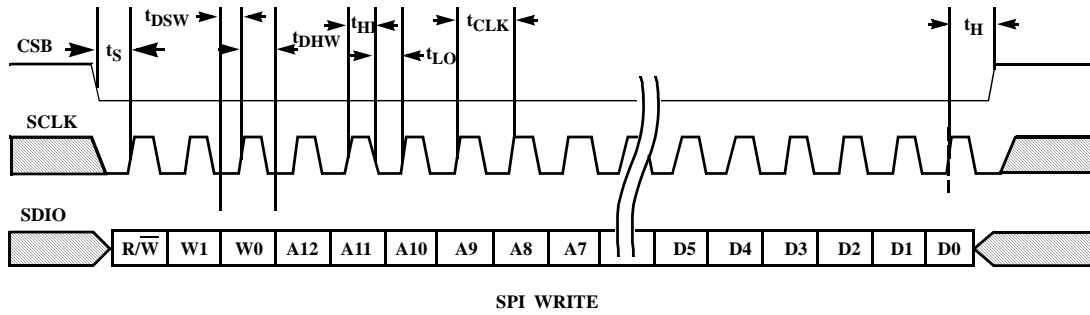 tDSW tHI tCLK tH
CSB tS tDHW tLO
SCLK
SDIO
R/W̅ W1 W0 A12 A11 A10 A9 A8 A7 D5 D4 D3 D2 D1 D0
SPI WRITE